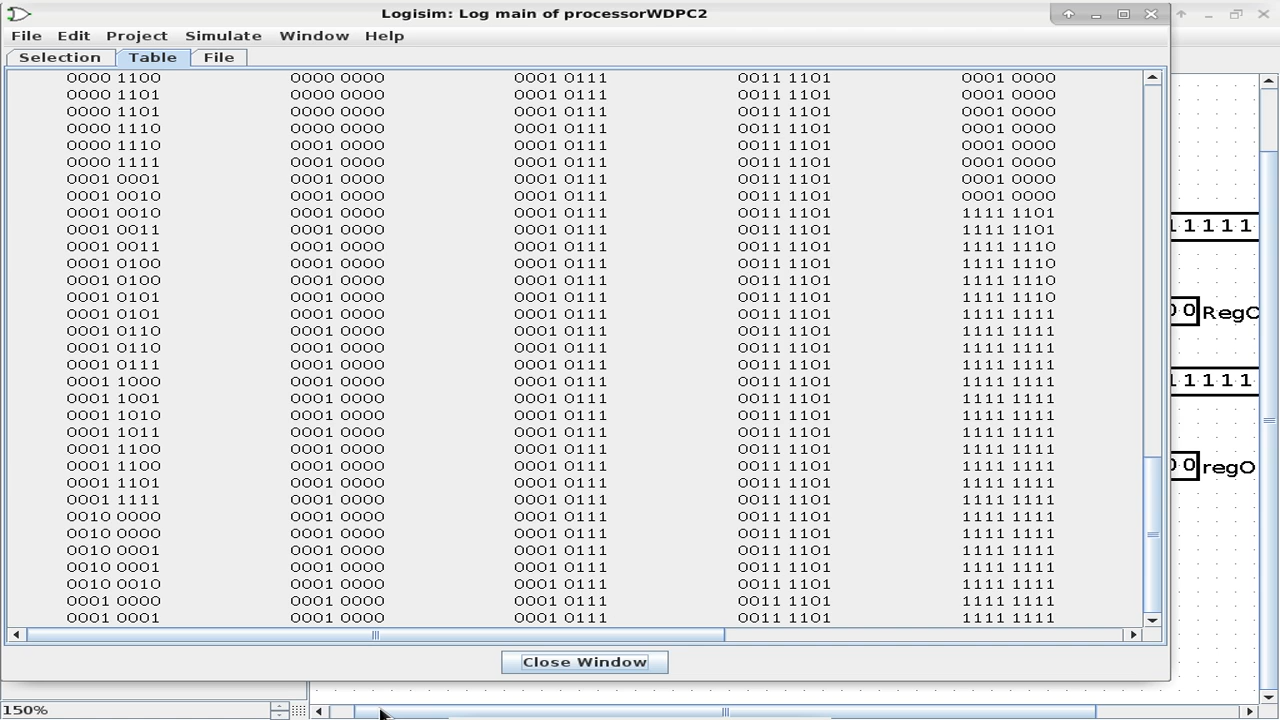 Logisim: Log main of processorWDPC2
File Edit Project Simulate Window Help
Selection Table File
0000 1100 0000 0000 0001 0111 0011 1101 0001 0000
0000 1101 0000 0000 0001 0111 0011 1101 0001 0000
0000 1101 0000 0000 0001 0111 0011 1101 0001 0000
0000 1110 0000 0000 0001 0111 0011 1101 0001 0000
0000 1110 0001 0000 0001 0111 0011 1101 0001 0000
0000 1111 0001 0000 0001 0111 0011 1101 0001 0000
0001 0001 0001 0000 0001 0111 0011 1101 0001 0000
0001 0010 0001 0000 0001 0111 0011 1101 0001 0000
0001 0010 0001 0000 0001 0111 0011 1101 1111 1101
0001 0011 0001 0000 0001 0111 0011 1101 1111 1101
0001 0011 0001 0000 0001 0111 0011 1101 1111 1110
0001 0100 0001 0000 0001 0111 0011 1101 1111 1110
0001 0100 0001 0000 0001 0111 0011 1101 1111 1110
0001 0101 0001 0000 0001 0111 0011 1101 1111 1110
0001 0101 0001 0000 0001 0111 0011 1101 1111 1111
0001 0110 0001 0000 0001 0111 0011 1101 1111 1111
0001 0110 0001 0000 0001 0111 0011 1101 1111 1111
0001 0111 0001 0000 0001 0111 0011 1101 1111 1111
0001 1000 0001 0000 0001 0111 0011 1101 1111 1111
0001 1001 0001 0000 0001 0111 0011 1101 1111 1111
0001 1010 0001 0000 0001 0111 0011 1101 1111 1111
0001 1011 0001 0000 0001 0111 0011 1101 1111 1111
0001 1100 0001 0000 0001 0111 0011 1101 1111 1111
0001 1100 0001 0000 0001 0111 0011 1101 1111 1111
0001 1101 0001 0000 0001 0111 0011 1101 1111 1111
0001 1111 0001 0000 0001 0111 0011 1101 1111 1111
0010 0000 0001 0000 0001 0111 0011 1101 1111 1111
0010 0000 0001 0000 0001 0111 0011 1101 1111 1111
0010 0001 0001 0000 0001 0111 0011 1101 1111 1111
0010 0001 0001 0000 0001 0111 0011 1101 1111 1111
0010 0010 0001 0000 0001 0111 0011 1101 1111 1111
0001 0000 0001 0000 0001 0111 0011 1101 1111 1111
0001 0001 0001 0000 0001 0111 0011 1101 1111 1111
Close Window
1 1 1 1 1
0 0 RegO
1 1 1 1 1
0 0 regO
150%